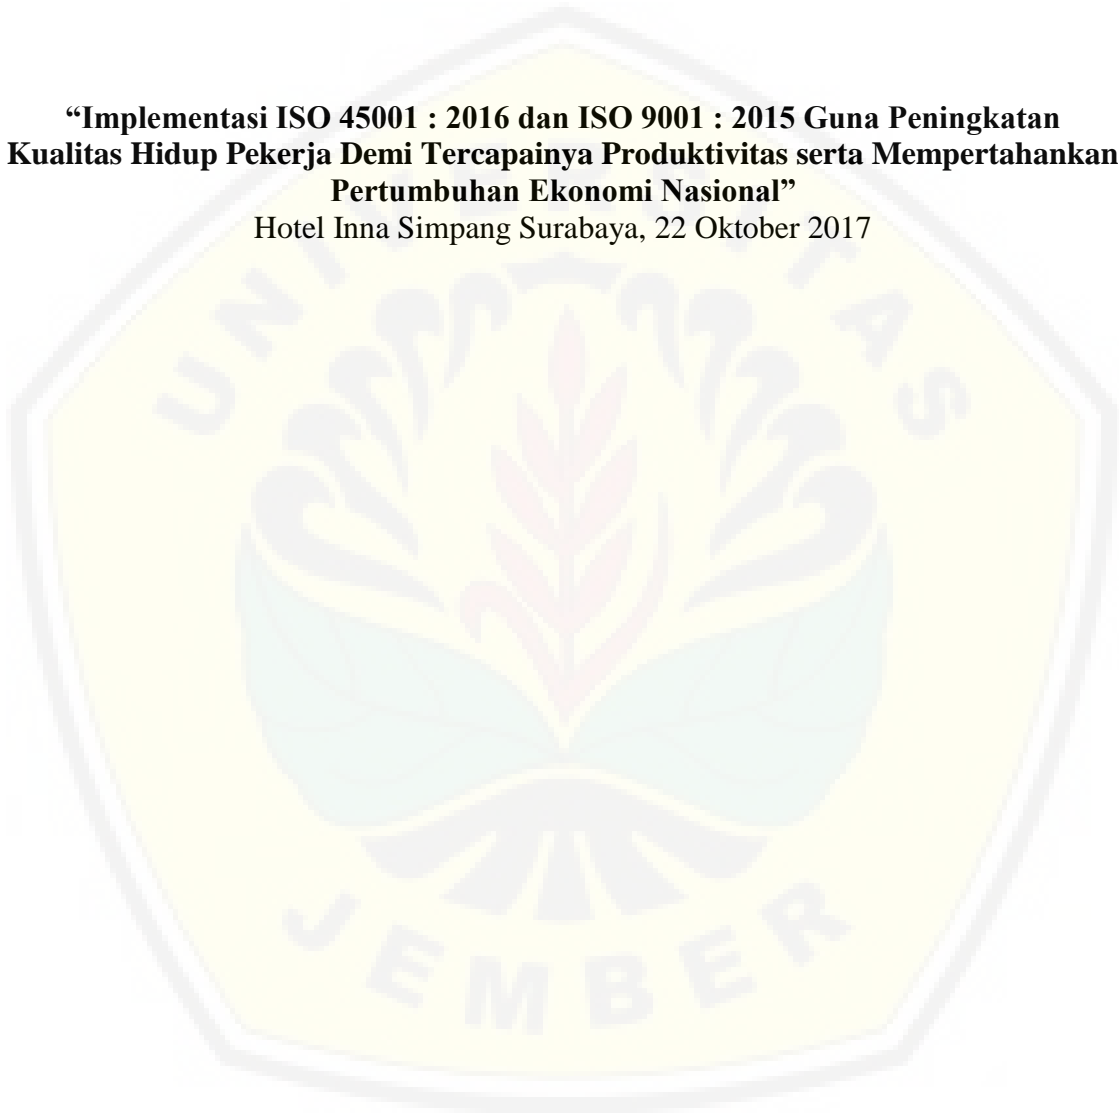 “Implementasi ISO 45001 : 2016 dan ISO 9001 : 2015 Guna Peningkatan
Kualitas Hidup Pekerja Demi Tercapainya Produktivitas serta Mempertahankan
Pertumbuhan Ekonomi Nasional”
Hotel Inna Simpang Surabaya, 22 Oktober 2017
UNIVERSITAS
JEMBER